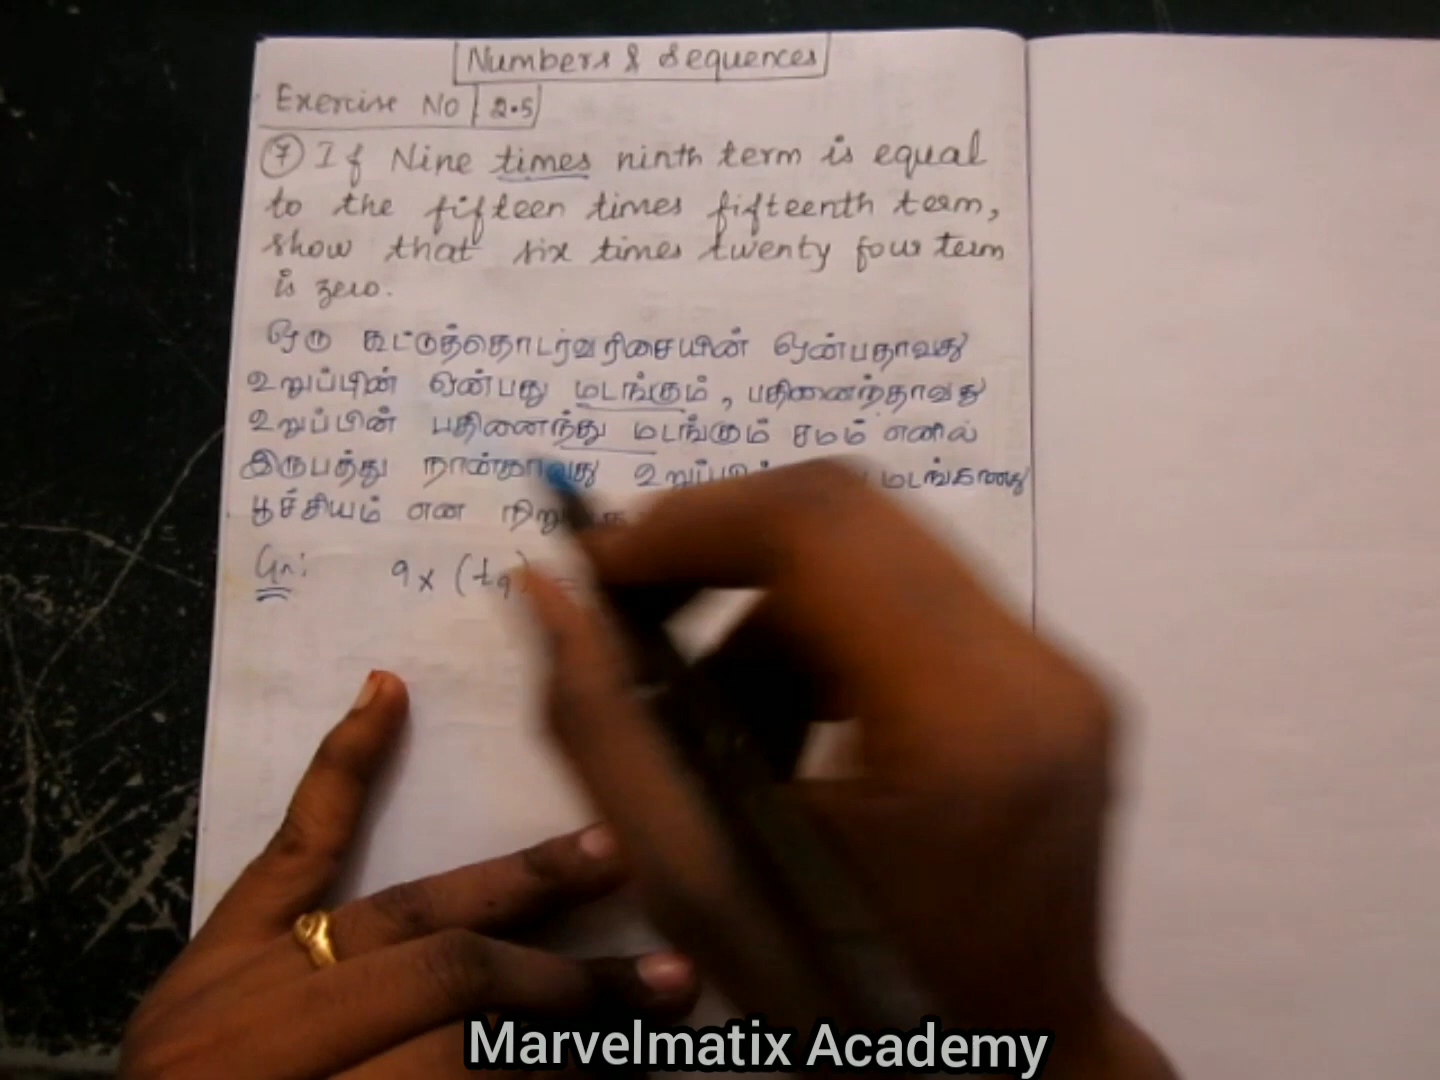 Numbers & Sequences
Exercise No 2.5
7 If Nine times ninth term is equal
to the fifteen times fifteenth term,
show that six times twenty four term
is zero.
ஒரு கூட்டுத்தொடர்வரிசையின் ஒன்பதாவது
உறுப்பின் ஒன்பது மடங்கும், பதினைந்தாவது
உறுப்பின் பதினைந்து மடங்கும் சமம் எனில்
இருபத்து நான்காவது மடங்கானது
பூச்சியம் என
Gn: 9 x (t9) =
Marvelmatix Academy